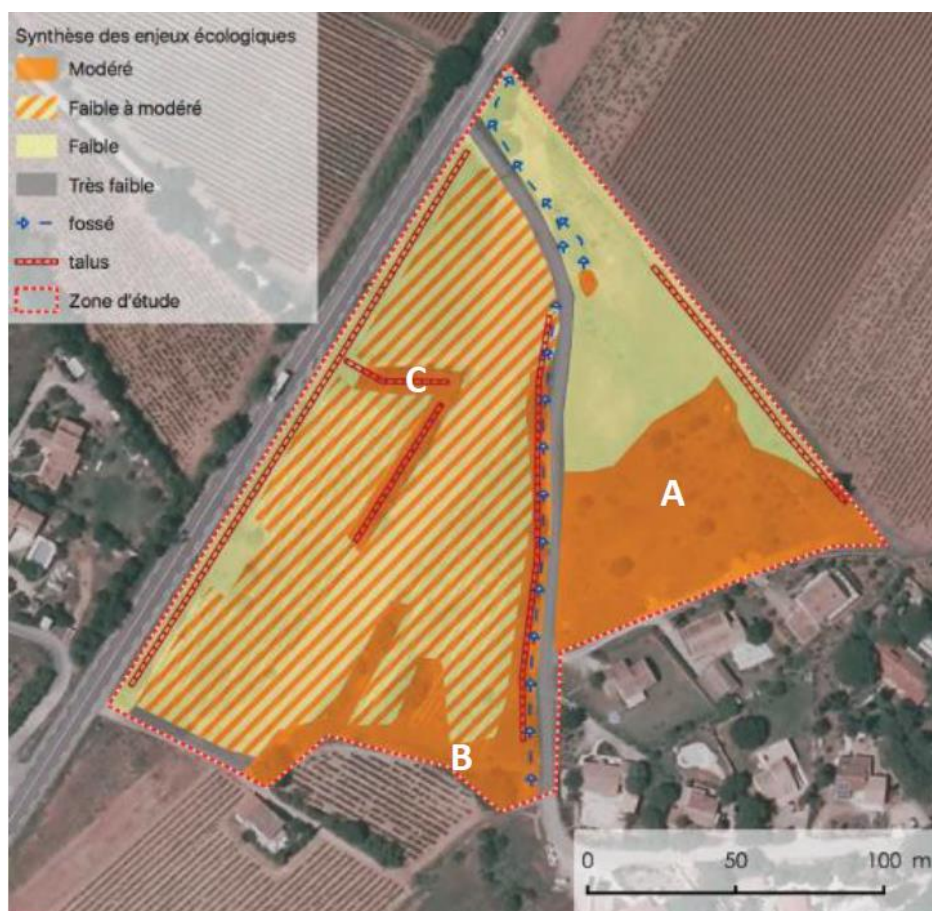 Synthèse des enjeux écologiques
Modéré
Faible à modéré
Faible
Très faible
fossé
talus
Zone d'étude
C
A
B
0 50 100 m